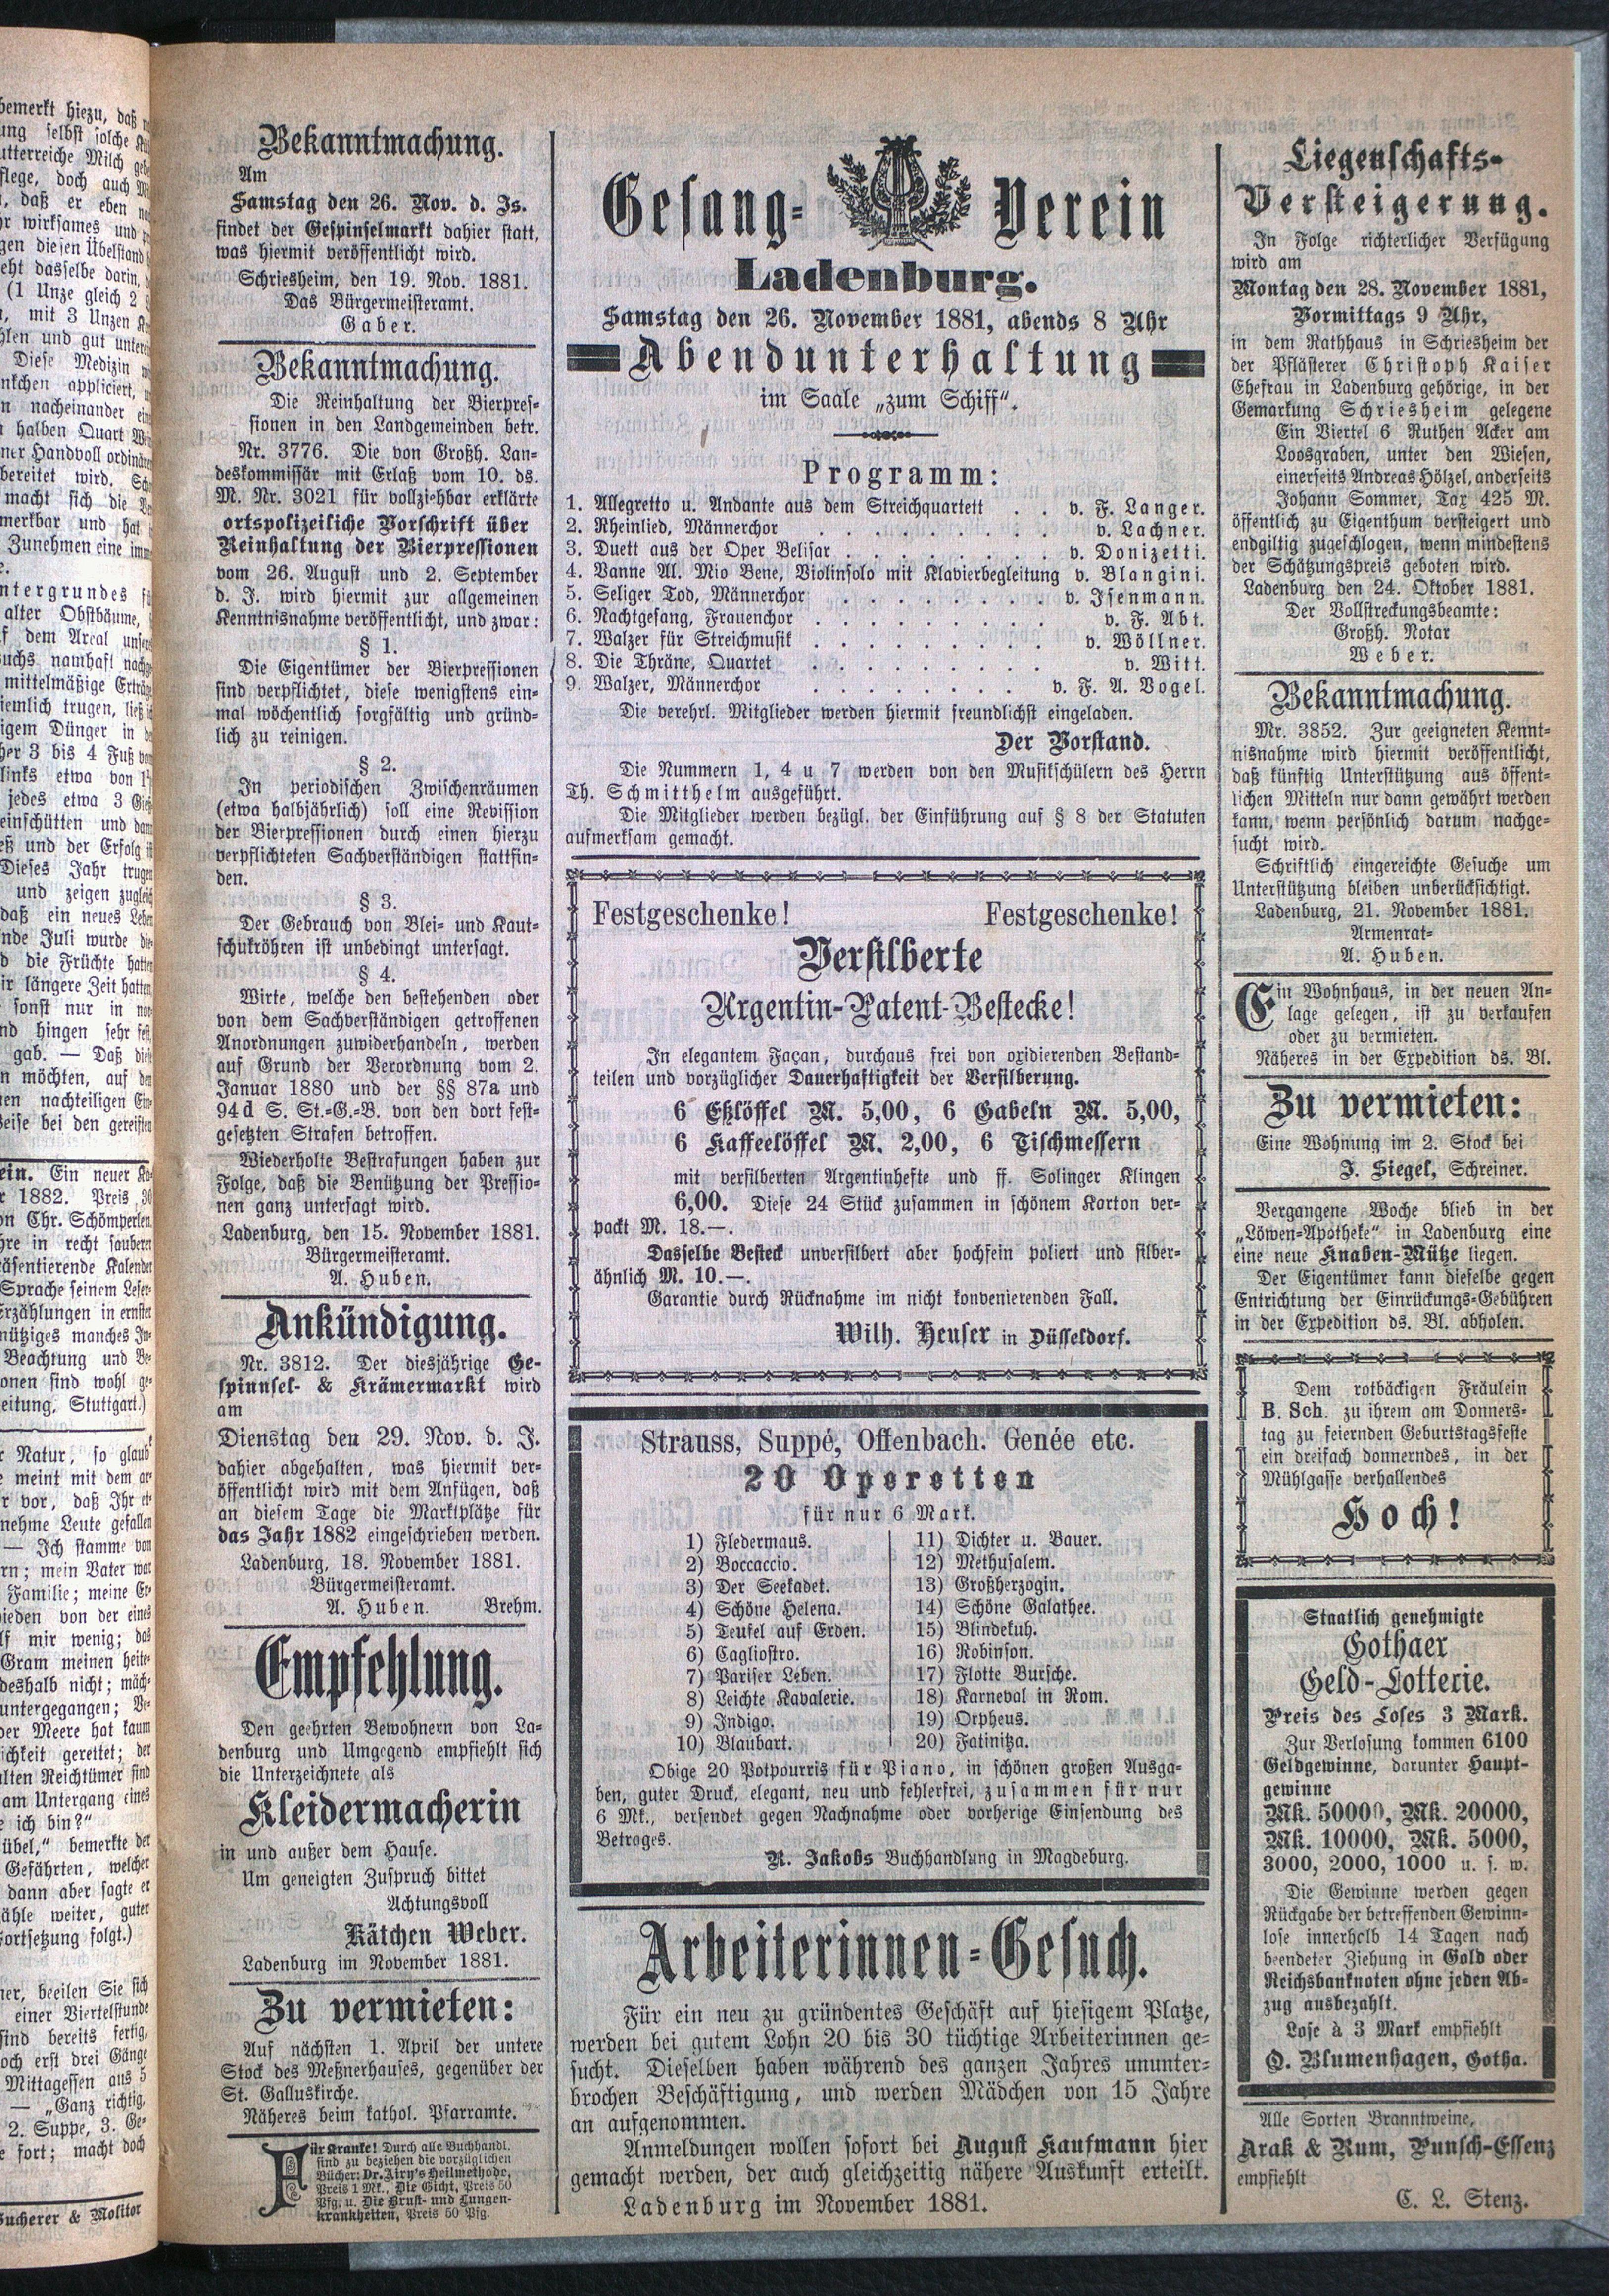 Bekanntmachung.
Am
Samstag den 26. Nov. d. Js.
findet der Gespinselmarkt dahier statt,
was hiermit veröffentlicht wird.
Schriesheim, den 19. Nov. 1881.
Das Bürgermeisteramt.
Gaber.
Bekanntmachung.
Die Reinhaltung der Bierpres-
sionen in den Landgemeinden betr.
Nr. 3776. Die von Großh. Lan-
deskommissär mit Erlaß vom 10. ds.
M. Nr. 3021 für vollziehbar erklärte
ortspolizeiliche Vorschrift über
Reinhaltung der Bierpressionen
vom 26. August und 2. September
d. J. wird hiermit zur allgemeinen
Kenntnisnahme veröffentlicht, und zwar:
§ 1.
Die Eigentümer der Bierpressionen
sind verpflichtet, diese wenigstens ein-
mal wöchentlich sorgfältig und gründ-
lich zu reinigen.
§ 2.
In periodischen Zwischenräumen
(etwa halbjährlich) soll eine Revission
der Bierpressionen durch einen hierzu
verpflichteten Sachverständigen stattfin-
den.
§ 3.
Der Gebrauch von Blei- und Kaut-
schukröhren ist unbedingt untersagt.
§ 4.
Wirte, welche den bestehenden oder
von dem Sachverständigen getroffenen
Anordnungen zuwiderhandeln, werden
auf Grund der Verordnung vom 2.
Januar 1880 und der §§ 87a und
94d S. St.-G.-B. von den dort fest-
gesetzten Strafen betroffen.
Wiederholte Bestrafungen haben zur
Folge, daß die Benützung der Pressio-
nen ganz untersagt wird.
Ladenburg, den 15. November 1881.
Bürgermeisteramt.
A. Huben.
Ankündigung.
Nr. 3812. Der diesjährige Ge-
spinnsel- & Krämermarkt wird
am
Dienstag den 29. Nov. d. J.
dahier abgehalten, was hiermit ver-
öffentlicht wird mit dem Anfügen, daß
an diesem Tage die Marktplätze für
das Jahr 1882 eingeschrieben werden.
Ladenburg, 18. November 1881.
Bürgermeisteramt.
A. Huben. Brehm.
Empfehlung.
Den geehrten Bewohnern von La-
denburg und Umgegend empfiehlt sich
die Unterzeichnete als
Kleidermacherin
in und außer dem Hause.
Um geneigten Zuspruch bittet
Achtungsvoll
Kätchen Weber.
Ladenburg im November 1881.
Zu vermieten:
Auf nächsten 1. April der untere
Stock des Meßnerhauses, gegenüber der
St. Galluskirche.
Näheres beim kathol. Pfarramte.
Für Kranke! Durch alle Buchhandl.
sind zu beziehen die vorzüglichen
Bücher: Dr. Airy's Heilmethode,
Preis 1 Mk., Die Gicht, Preis 50
Pfg. u. Die Brust- und Lungen-
krankheiten, Preis 50 Pfg.
Gesang-Verein
Ladenburg.
Samstag den 26. November 1881, abends 8 Uhr
Abendunterhaltung
im Saale „zum Schiff".
Programm:
1. Allegretto u. Andante aus dem Streichquartett . . v. F. Langer.
2. Rheinlied, Männerchor . . . . . . . . . v. Lachner.
3. Duett aus der Oper Belisar . . . . . . . . v. Donizetti.
4. Vanne Al. Mio Bene, Violinsolo mit Klavierbegleitung v. Blangini.
5. Seliger Tod, Männerchor . . . . . . . . v. Isenmann.
6. Nachtgesang, Frauenchor . . . . . . . . v. F. Abt.
7. Walzer für Streichmusik . . . . . . . . v. Wöllner.
8. Die Thräne, Quartet . . . . . . . . v. Witt.
9. Walzer, Männerchor . . . . . . . . v. F. A. Vogel.
Die verehrl. Mitglieder werden hiermit freundlichst eingeladen.
Der Vorstand.
Die Nummern 1, 4 u 7 werden von den Musikschülern des Herrn
Th. Schmitthelm ausgeführt.
Die Mitglieder werden bezügl. der Einführung auf § 8 der Statuten
aufmerksam gemacht.
Festgeschenke! Festgeschenke!
Versilberte
Argentin-Patent-Bestecke!
In elegantem Façan, durchaus frei von oxidierenden Bestand-
teilen und vorzüglicher Dauerhaftigkeit der Versilberung.
6 Eßlöffel M. 5,00, 6 Gabeln M. 5,00,
6 Kaffeelöffel M. 2,00, 6 Tischmessern
mit versilberten Argentinhefte und ff. Solinger Klingen
6,00. Diese 24 Stück zusammen in schönem Karton ver-
packt M. 18.—.
Dasselbe Besteck unversilbert aber hochfein poliert und silber-
ähnlich M. 10.—.
Garantie durch Rücknahme im nicht konvenierenden Fall.
Wilh. Heuser in Düsseldorf.
Strauss, Suppé, Offenbach. Genée etc.
20 Operetten
für nur 6 Mark.
1) Fledermaus.
2) Boccaccio.
3) Der Seekadet.
4) Schöne Helena.
5) Teufel auf Erden.
6) Cagliostro.
7) Pariser Leben.
8) Leichte Kavalerie.
9) Indigo.
10) Blaubart.
11) Dichter u. Bauer.
12) Methusalem.
13) Großherzogin.
14) Schöne Galathee.
15) Blindekuh.
16) Robinson.
17) Flotte Bursche.
18) Karneval in Rom.
19) Orpheus.
20) Fatinitza.
Obige 20 Potpourris für Piano, in schönen großen Ausga-
ben, guter Druck, elegant, neu und fehlerfrei, zusammen für nur
6 Mk., versendet gegen Nachnahme oder vorherige Einsendung des
Betrages.
R. Jakobs Buchhandlung in Magdeburg.
Arbeiterinnen-Gesuch.
Für ein neu zu gründentes Geschäft auf hiesigem Platze,
werden bei gutem Lohn 20 bis 30 tüchtige Arbeiterinnen ge-
sucht. Dieselben haben während des ganzen Jahres ununter-
brochen Beschäftigung, und werden Mädchen von 15 Jahre
an aufgenommen.
Anmeldungen wollen sofort bei August Kaufmann hier
gemacht werden, der auch gleichzeitig nähere Auskunft erteilt.
Ladenburg im November 1881.
Liegenschafts-
Versteigerung.
In Folge richterlicher Verfügung
wird am
Montag den 28. November 1881,
Vormittags 9 Uhr,
in dem Rathhaus in Schriesheim der
der Pflästerer Christoph Kaiser
Ehefrau in Ladenburg gehörige, in der
Gemarkung Schriesheim gelegene
Ein Viertel 6 Ruthen Acker am
Loosgraben, unter den Wiesen,
einerseits Andreas Hölzel, anderseits
Johann Sommer, Tax 425 M.
öffentlich zu Eigenthum versteigert und
endgiltig zugeschlogen, wenn mindestens
der Schätzungspreis geboten wird.
Ladenburg den 24. Oktober 1881.
Der Vollstreckungsbeamte:
Großh. Notar
Weber.
Bekanntmachung.
Nr. 3852. Zur geeigneten Kennt-
nisnahme wird hiermit veröffentlicht,
daß künftig Unterstützung aus öffent-
lichen Mitteln nur dann gewährt werden
kann, wenn persönlich darum nachge-
sucht wird.
Schriftlich eingereichte Gesuche um
Unterstützung bleiben unberücksichtigt.
Ladenburg, 21. November 1881.
Armenrat-
A. Huben.
Ein Wohnhaus, in der neuen An-
lage gelegen, ist zu verkaufen
oder zu vermieten.
Näheres in der Expedition ds. Bl.
Zu vermieten:
Eine Wohnung im 2. Stock bei
J. Siegel, Schreiner.
Vergangene Woche blieb in der
„Löwen-Apotheke" in Ladenburg eine
eine neue Knaben-Mütze liegen.
Der Eigentümer kann dieselbe gegen
Entrichtung der Einrückungs-Gebühren
in der Expedition ds. Bl. abholen.
Dem rotbäckigen Fräulein
B. Sch. zu ihrem am Donners-
tag zu feiernden Geburtstagsfeste
ein dreifach donnerndes, in der
Mühlgasse verhallendes
Hoch!
Staatlich genehmigte
Gothaer
Geld-Lotterie.
Preis des Loses 3 Mark.
Zur Verlosung kommen 6100
Geldgewinne, darunter Haupt-
gewinne
Mk. 50000, Mk. 20000,
Mk. 10000, Mk. 5000,
3000, 2000, 1000 u. s. w.
Die Gewinne werden gegen
Rückgabe der betreffenden Gewinn-
lose innerhelb 14 Tagen nach
beendeter Ziehung in Gold oder
Reichsbanknoten ohne jeden Ab-
zug ausbezahlt.
Lose à 3 Mark empfiehlt
O. Blumenhagen, Gotha.
Alle Sorten Branntweine,
Arak & Rum, Punsch-Essenz
empfiehlt
C. L. Stenz.